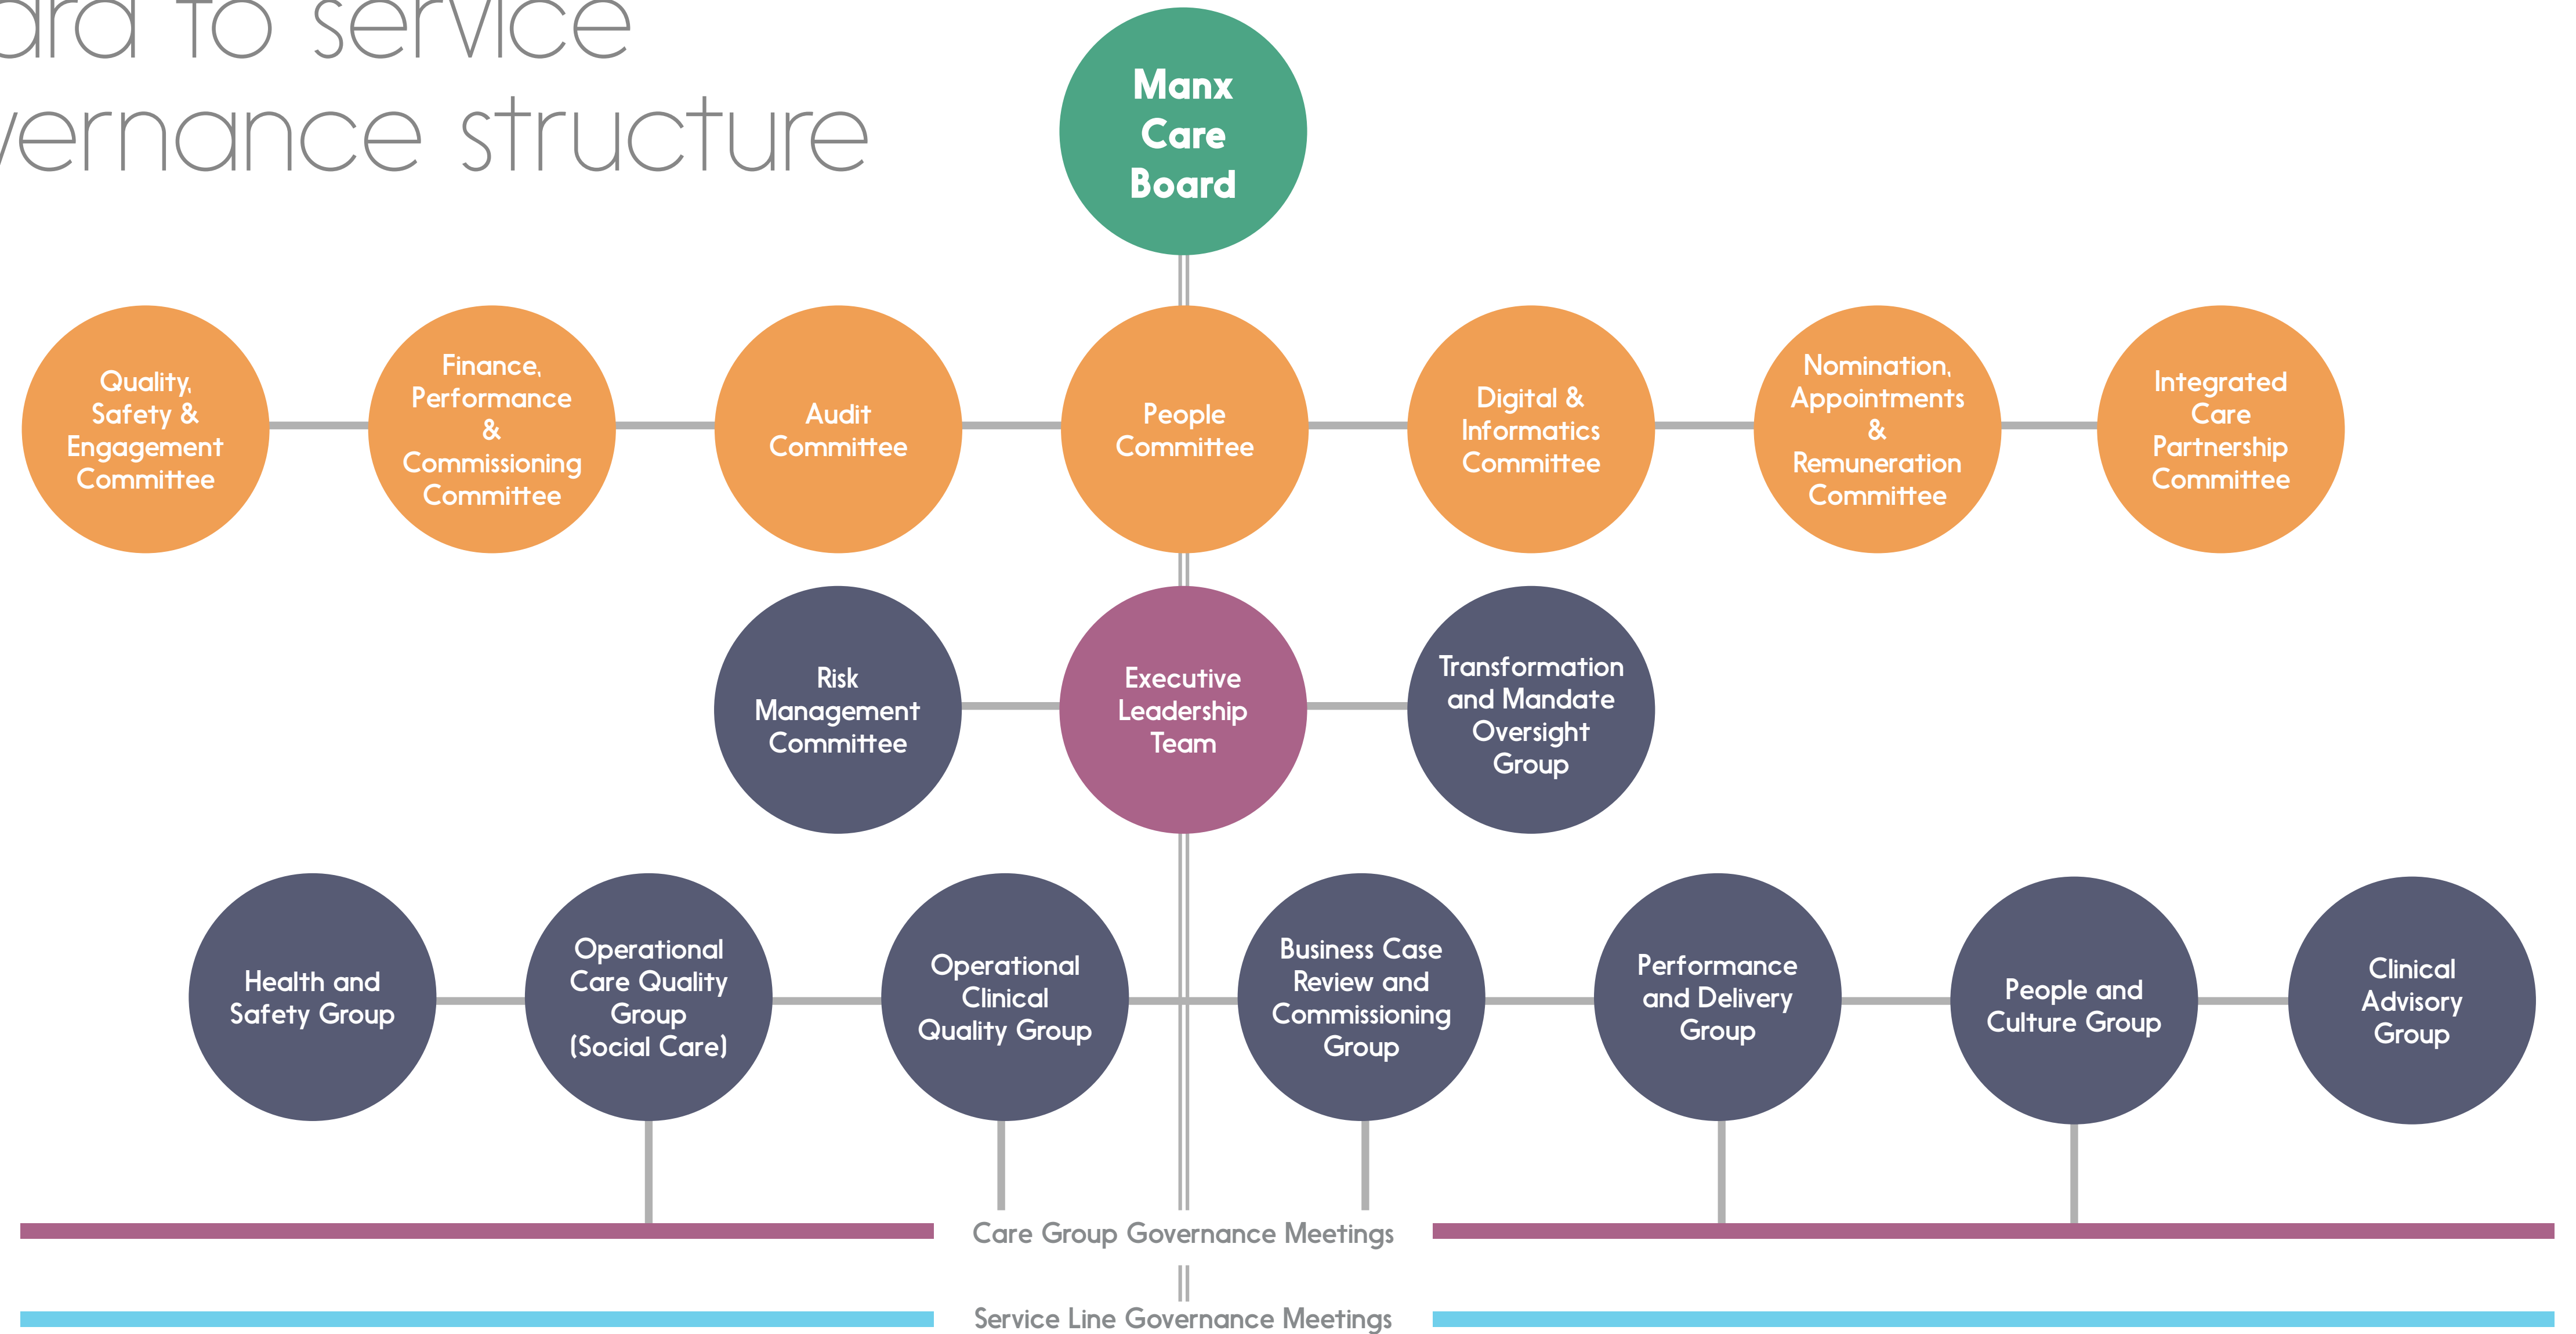 ard to service
vernance structure
Manx
Care
Board
Quality,
Safety &
Engagement
Committee
Finance,
Performance
&
Commissioning
Committee
Audit
Committee
People
Committee
Digital &
Informatics
Committee
Nomination,
Appointments
&
Remuneration
Committee
Integrated
Care
Partnership
Committee
Risk
Management
Committee
Executive
Leadership
Team
Transformation
and Mandate
Oversight
Group
Health and
Safety Group
Operational
Care Quality
Group
(Social Care)
Operational
Clinical
Quality Group
Business Case
Review and
Commissioning
Group
Performance
and Delivery
Group
People and
Culture Group
Clinical
Advisory
Group
Care Group Governance Meetings
Service Line Governance Meetings